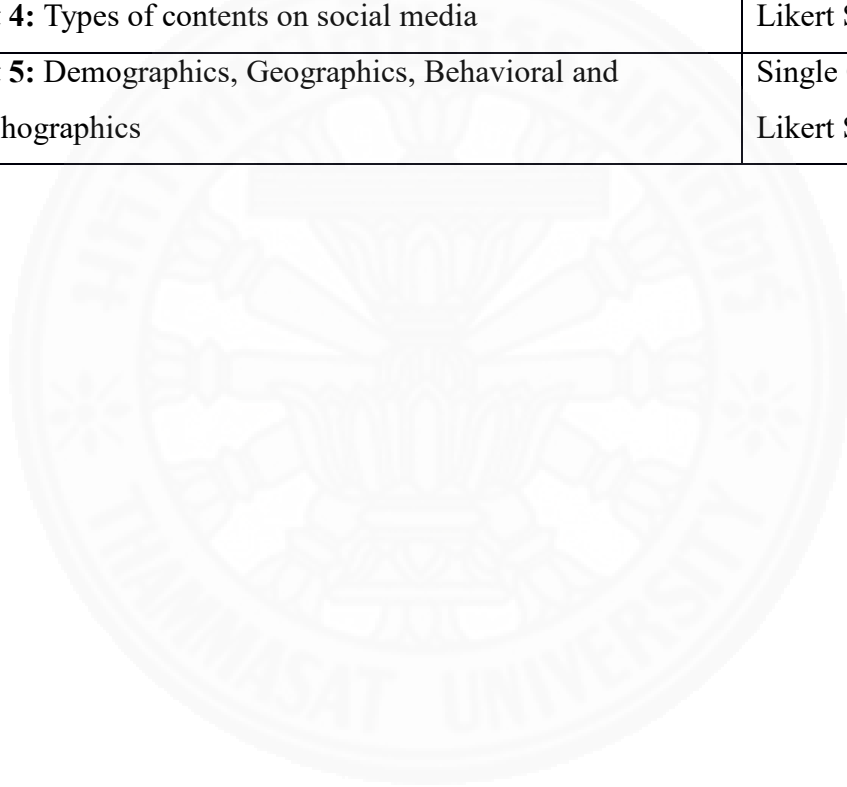 4: Types of contents on social media Likert S
5: Demographics, Geographics, Behavioral and Single
hographics Likert S
THAMMASAT UNIVERSITY